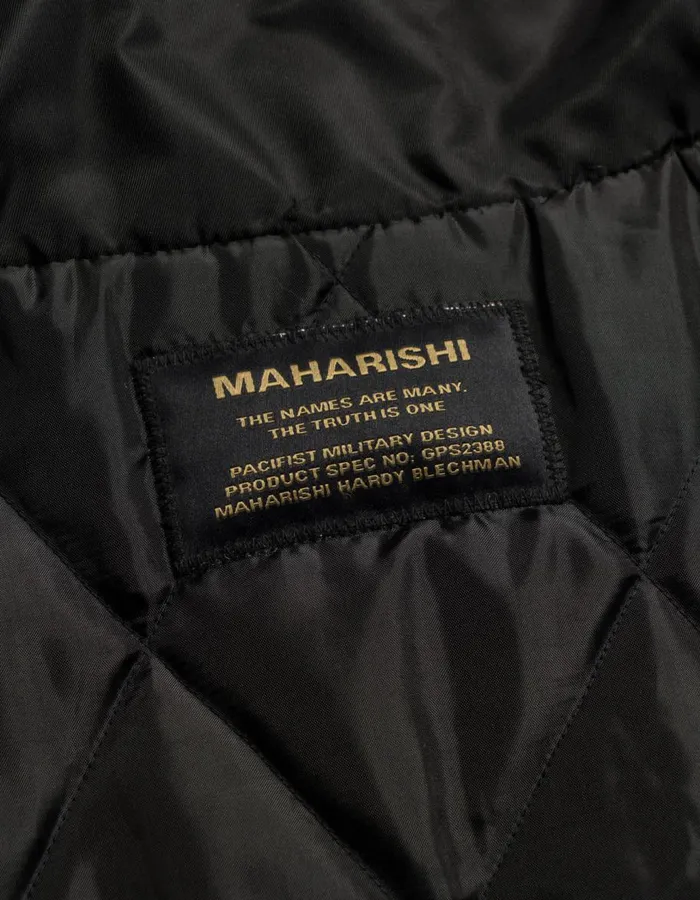 MAHARISHI
THE NAMES ARE MANY.
THE TRUTH IS ONE
PACIFIST MILITARY DESIGN
PRODUCT SPEC NO: GPS2388
MAHARISHI HARDY BLECHMAN